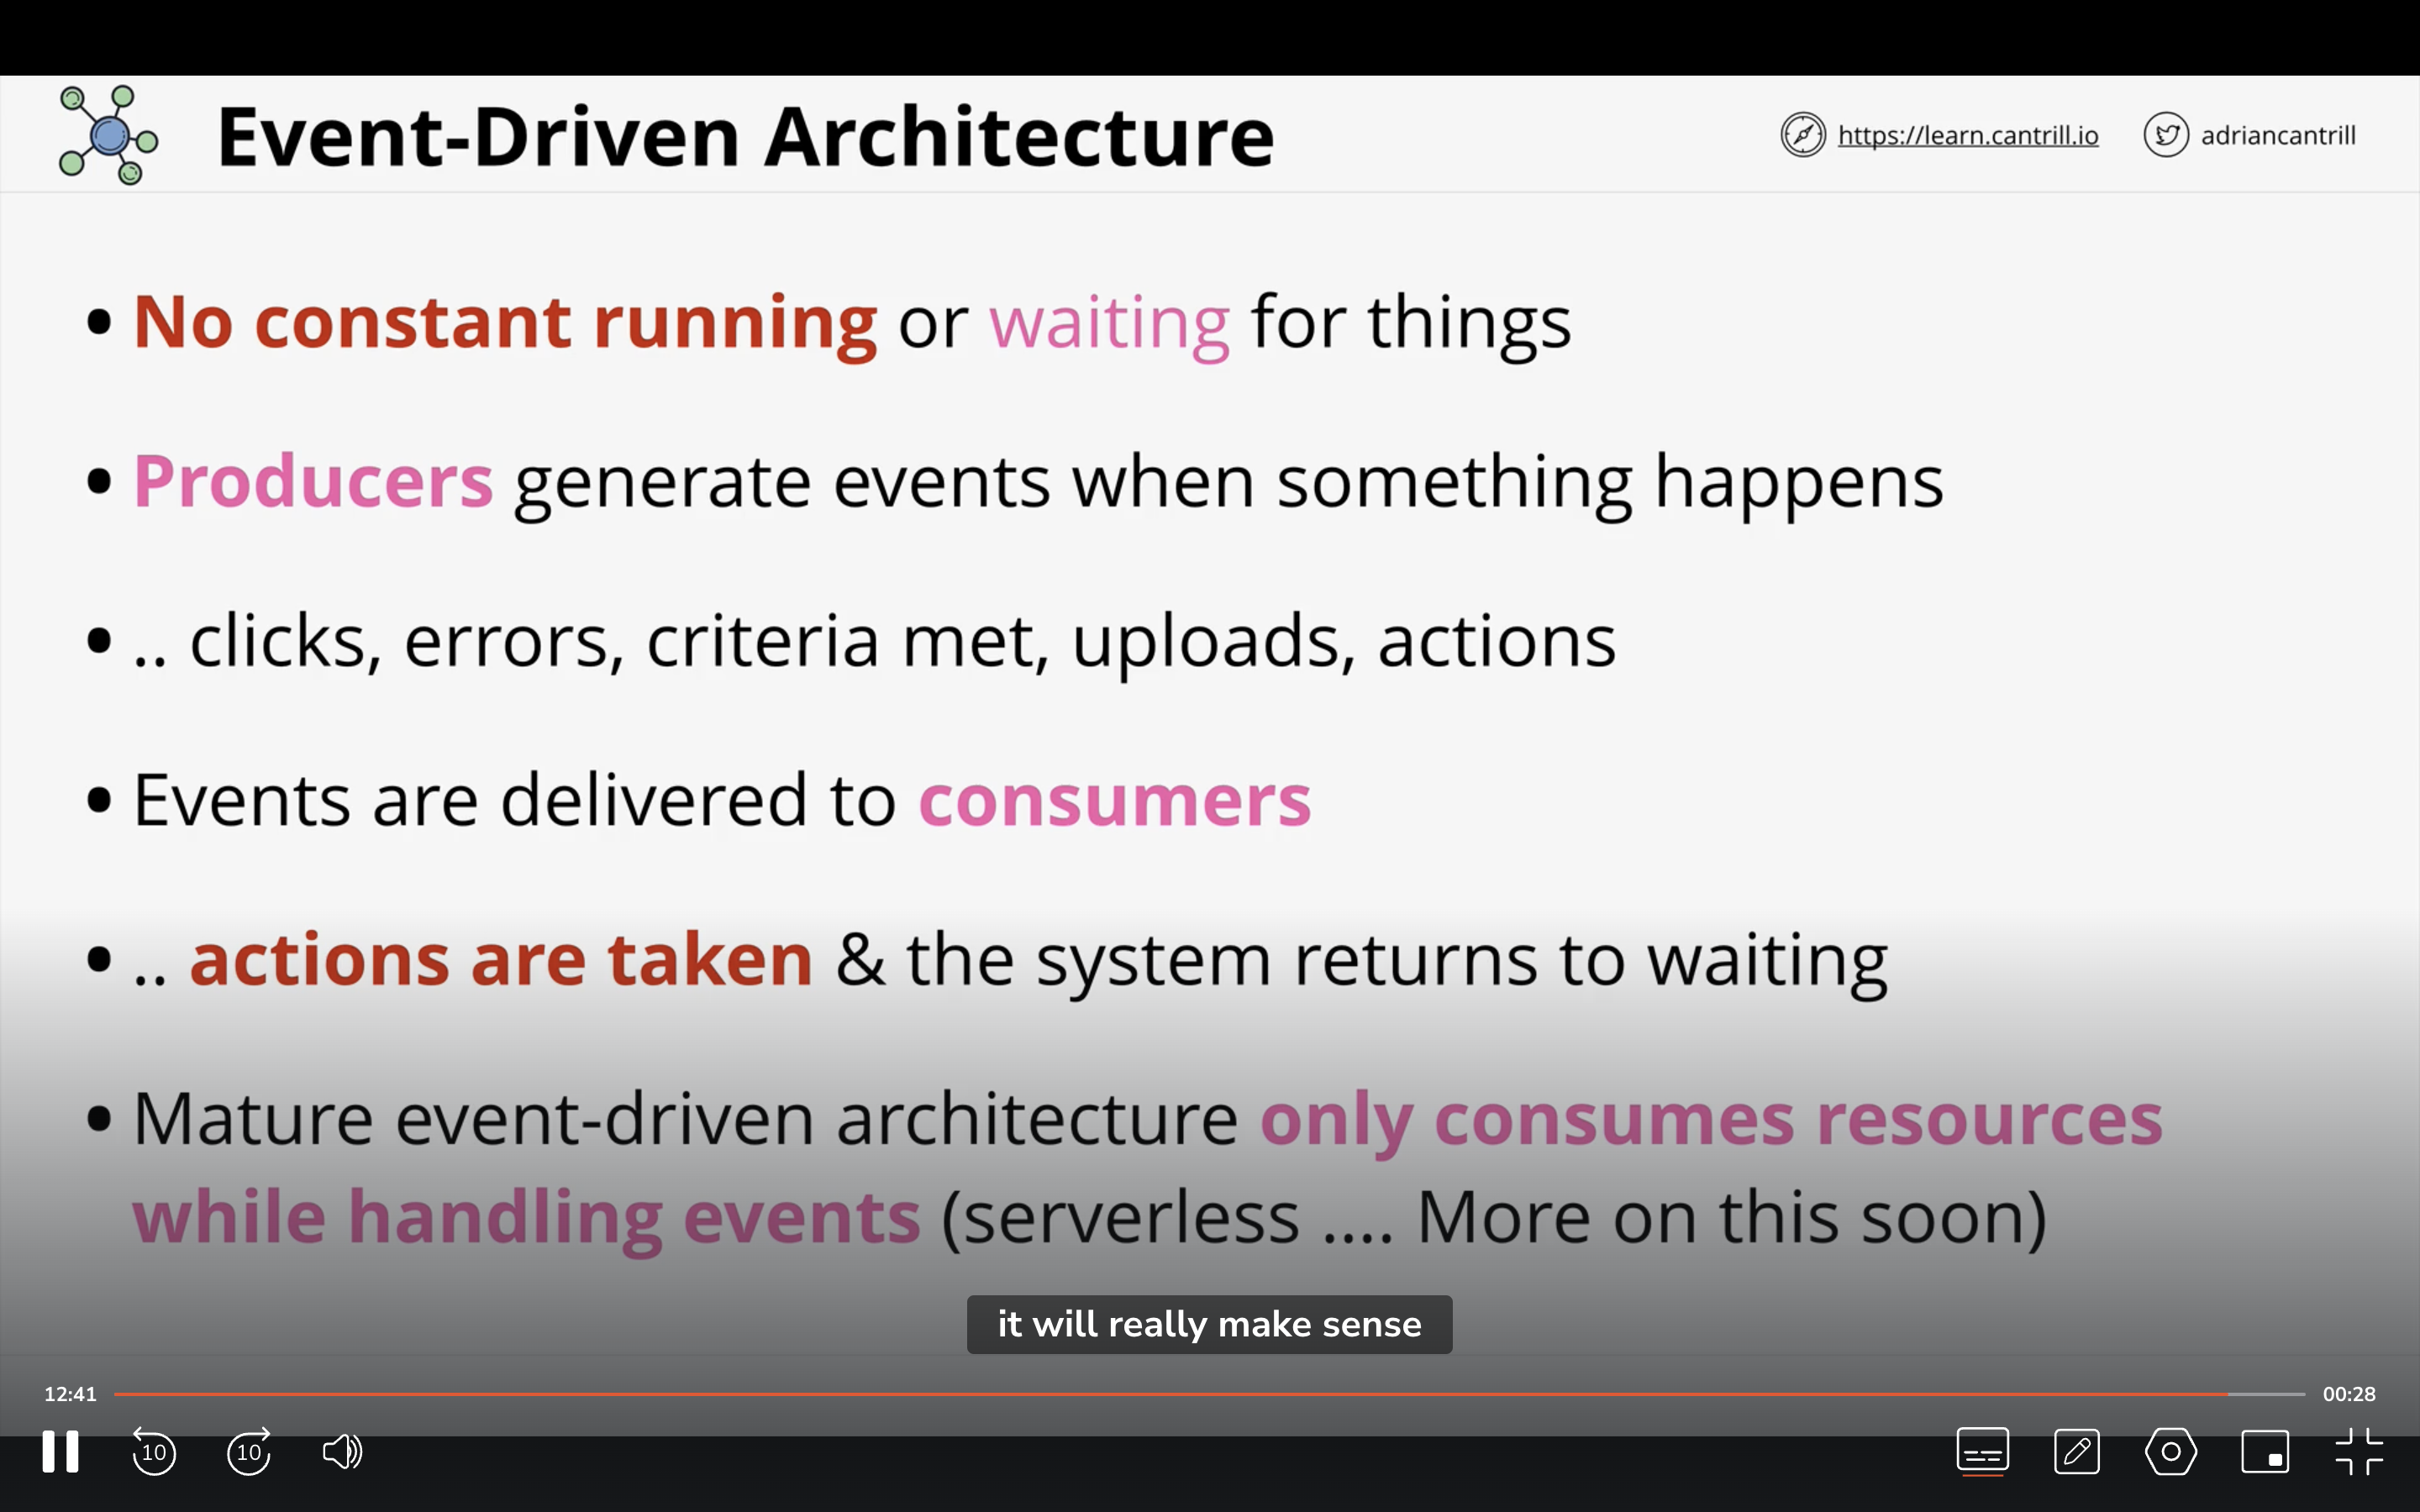 Event-Driven Architecture
https://learn.cantrill.io
adriancantrill
• No constant running or waiting for things
• Producers generate events when something happens
• .. clicks, errors, criteria met, uploads, actions
• Events are delivered to consumers
• .. actions are taken & the system returns to waiting
• Mature event-driven architecture only consumes resources
while handling events (serverless .... More on this soon)
it will really make sense
12:41
00:28
10
10